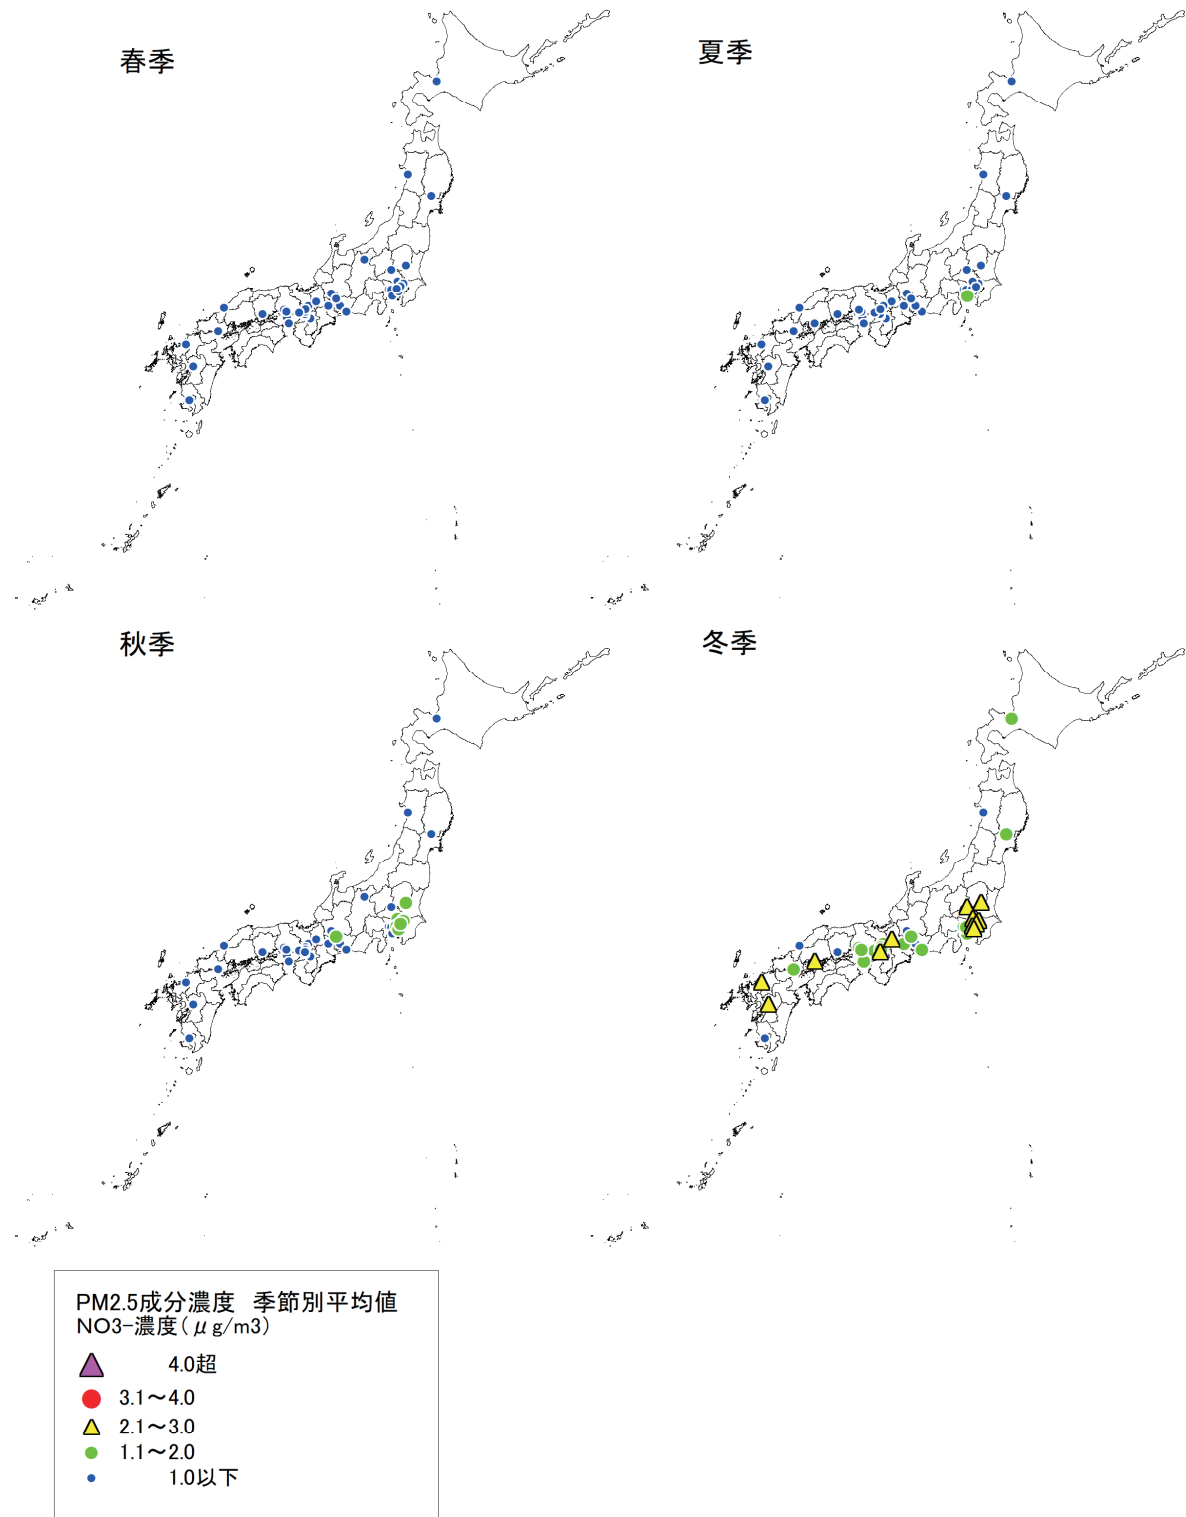 春季
夏季
秋季
冬季
PM2.5成分濃度 季節別平均値
NO3-濃度(μg/m3)
4.0超
3.1～4.0
2.1～3.0
1.1～2.0
1.0以下